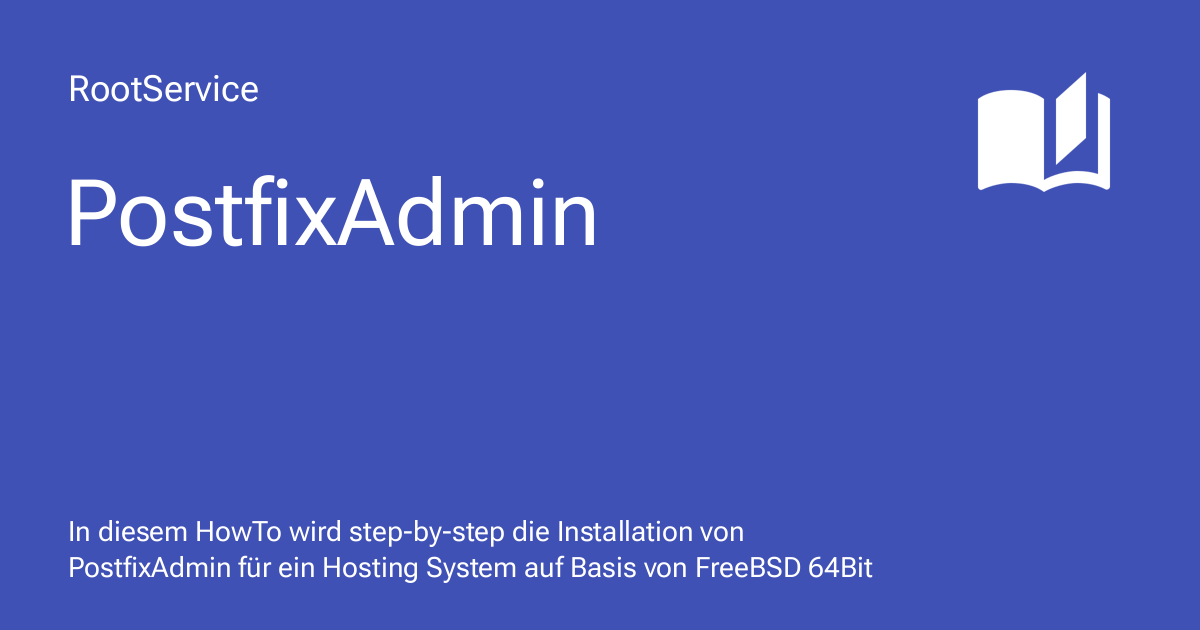 RootService
PostfixAdmin
In diesem HowTo wird step-by-step die Installation von
PostfixAdmin für ein Hosting System auf Basis von FreeBSD 64Bit